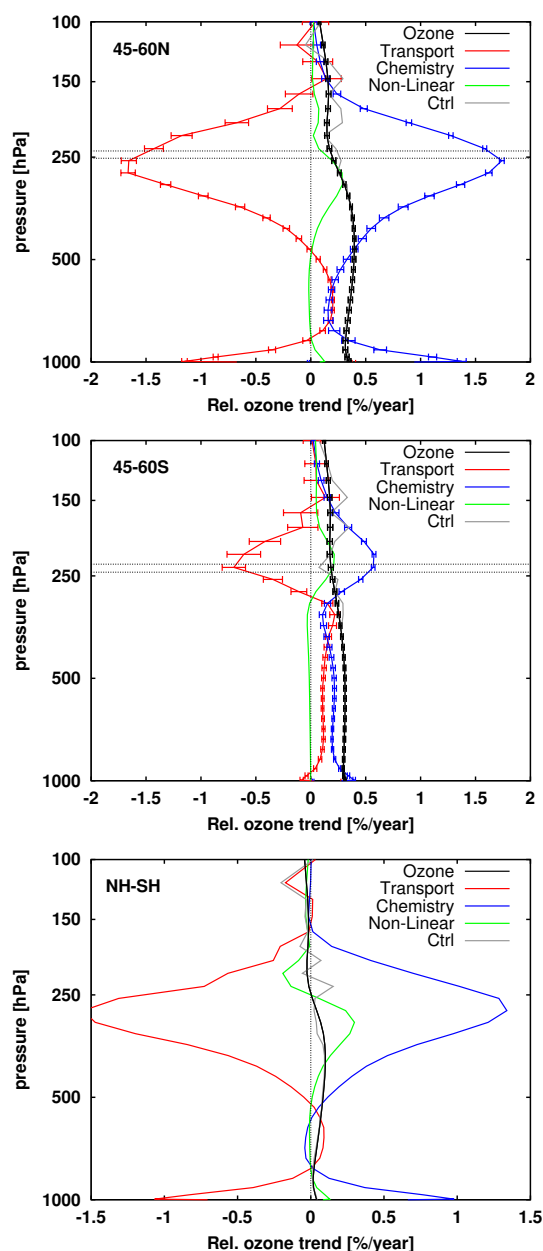 45-60N
Ozone
Transport
Chemistry
Non-Linear
Ctrl
100
150
250
500
1000
pressure [hPa]
-2 -1.5 -1 -0.5 0 0.5 1 1.5 2
Rel. ozone trend [%/year]
45-60S
Ozone
Transport
Chemistry
Non-Linear
Ctrl
100
150
250
500
1000
pressure [hPa]
-2 -1.5 -1 -0.5 0 0.5 1 1.5 2
Rel. ozone trend [%/year]
NH-SH
Ozone
Transport
Chemistry
Non-Linear
Ctrl
100
150
250
500
1000
pressure [hPa]
-1.5 -1 -0.5 0 0.5 1 1.5
Rel. ozone trend [%/year]